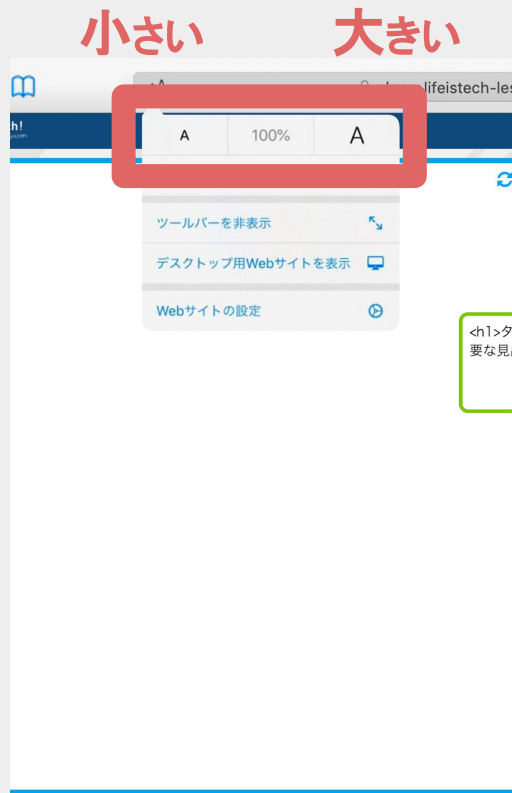 小さい 大きい
lifeistech-les
h!
A 100% A
ツールバーを非表示
デスクトップ用Webサイトを表示
Webサイトの設定
<h1>タ
要な見